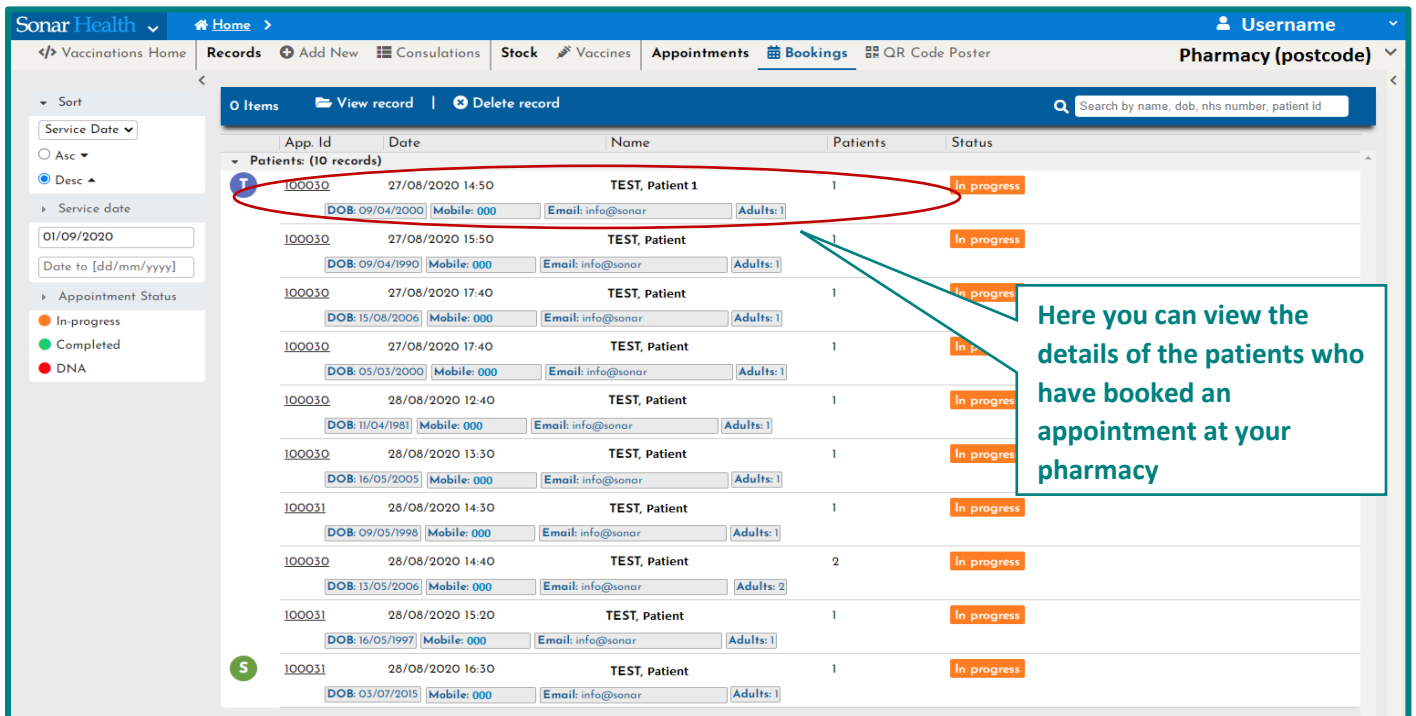 Sonar Health Home > Username
</> Vaccinations Home Records Add New Consulations Stock Vaccines Appointments Bookings QR Code Poster Pharmacy (postcode)
Sort
Service Date
Asc
Desc
Service date
01/09/2020
Date to [dd/mm/yyyy]
Appointment Status
In-progress
Completed
DNA
0 Items View record | Delete record Search by name, dob, nhs number, patient id
App. Id Date Name Patients Status
Patients: (10 records)
T 100030 27/08/2020 14:50 TEST, Patient 1 1 In progress
DOB: 09/04/2000 Mobile: 000 Email: info@sonar Adults: 1
100030 27/08/2020 15:50 TEST, Patient 1 In progress
DOB: 09/04/1990 Mobile: 000 Email: info@sonar Adults: 1
100030 27/08/2020 17:40 TEST, Patient 1 In progress
DOB: 15/08/2006 Mobile: 000 Email: info@sonar Adults: 1
100030 27/08/2020 17:40 TEST, Patient 1 In p
DOB: 05/03/2000 Mobile: 000 Email: info@sonar Adults: 1
100030 28/08/2020 12:40 TEST, Patient 1 In progres
DOB: 11/04/1981 Mobile: 000 Email: info@sonar Adults: 1
100030 28/08/2020 13:30 TEST, Patient 1 In progres
DOB: 16/05/2005 Mobile: 000 Email: info@sonar Adults: 1
100031 28/08/2020 14:30 TEST, Patient 1 In progress
DOB: 09/05/1998 Mobile: 000 Email: info@sonar Adults: 1
100030 28/08/2020 14:40 TEST, Patient 2 In progress
DOB: 13/05/2006 Mobile: 000 Email: info@sonar Adults: 2
100031 28/08/2020 15:20 TEST, Patient 1 In progress
DOB: 16/05/1997 Mobile: 000 Email: info@sonar Adults: 1
S 100031 28/08/2020 16:30 TEST, Patient 1 In progress
DOB: 03/07/2015 Mobile: 000 Email: info@sonar Adults: 1
Here you can view the
details of the patients who
have booked an
appointment at your
pharmacy